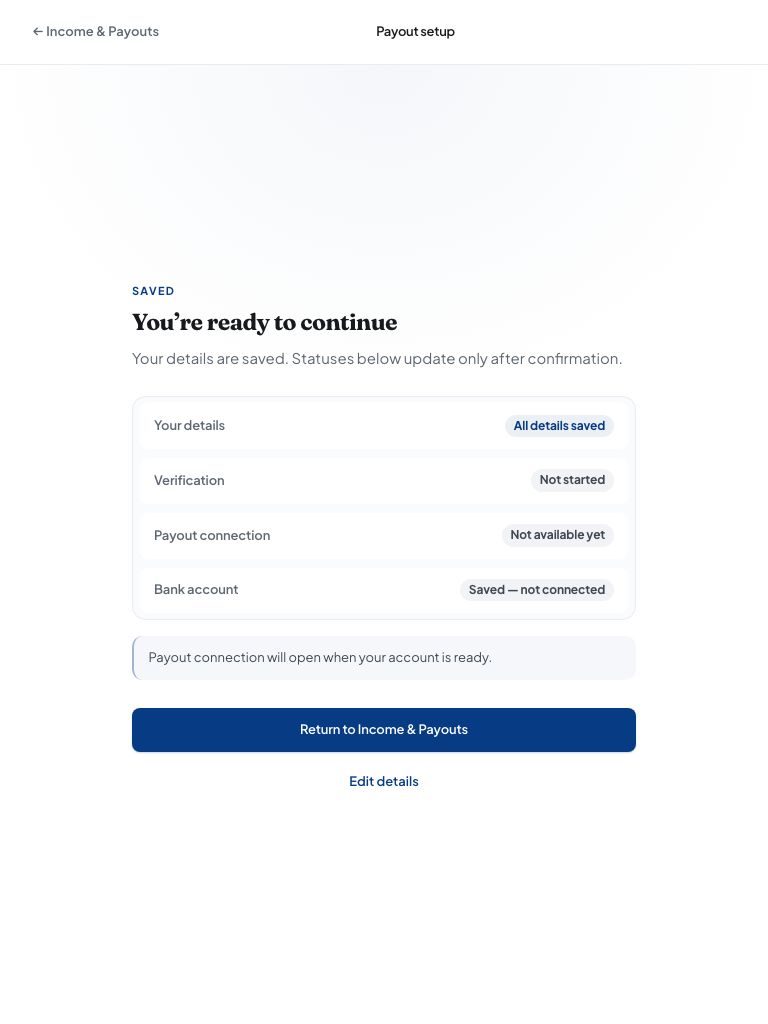 ← Income & Payouts
Payout setup
SAVED
You’re ready to continue
Your details are saved. Statuses below update only after confirmation.
Your details
All details saved
Verification
Not started
Payout connection
Not available yet
Bank account
Saved — not connected
Payout connection will open when your account is ready.
Return to Income & Payouts
Edit details